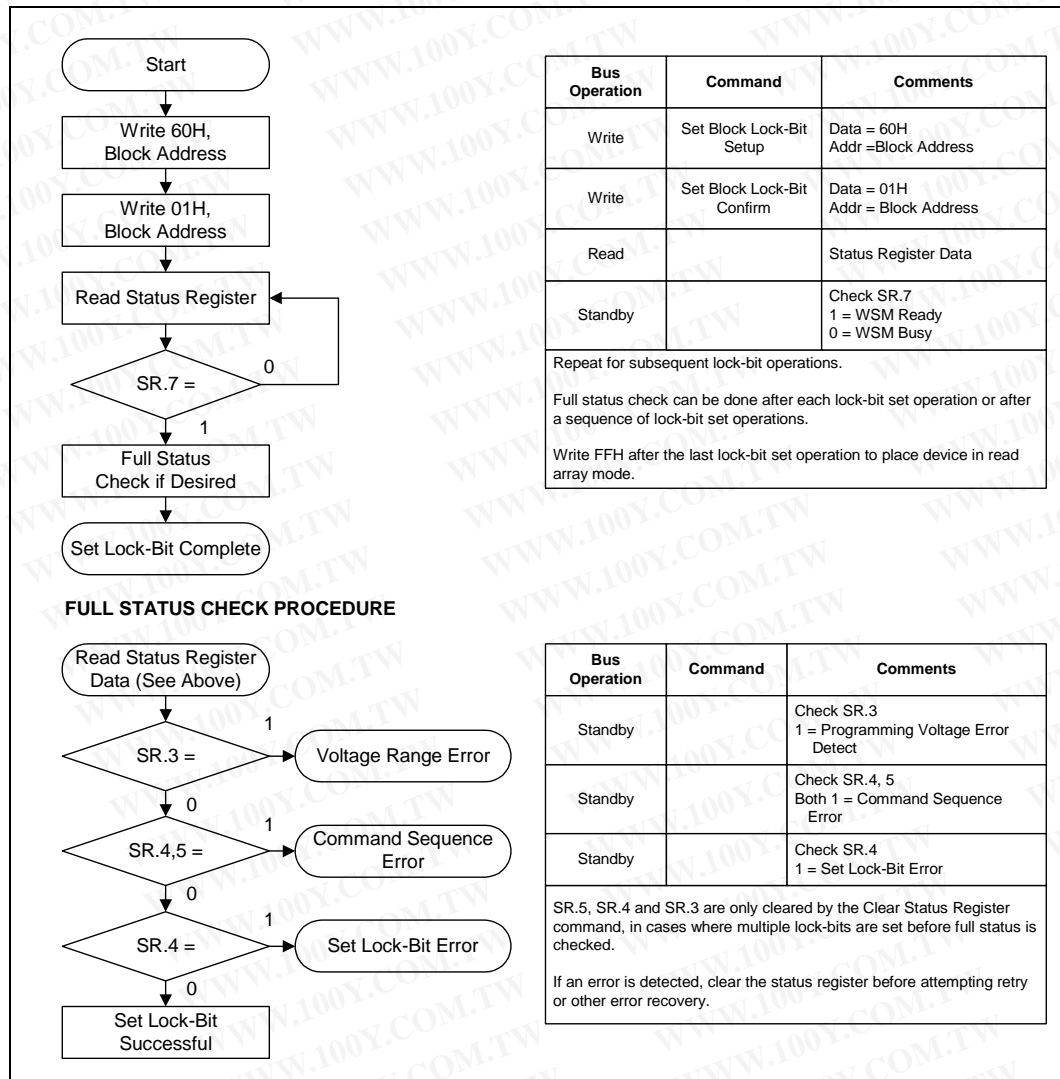 Start
Write 60H,
Block Address
Write 01H,
Block Address
Read Status Register
SR.7 =
0
1
Full Status
Check if Desired
Set Lock-Bit Complete
Bus
Operation
Command
Comments
Write
Set Block Lock-Bit
Setup
Data = 60H
Addr =Block Address
Write
Set Block Lock-Bit
Confirm
Data = 01H
Addr = Block Address
Read
Status Register Data
Standby
Check SR.7
1 = WSM Ready
0 = WSM Busy
Repeat for subsequent lock-bit operations.
Full status check can be done after each lock-bit set operation or after
a sequence of lock-bit set operations.
Write FFH after the last lock-bit set operation to place device in read
array mode.
FULL STATUS CHECK PROCEDURE
Read Status Register
Data (See Above)
SR.3 =
1
Voltage Range Error
0
SR.4,5 =
1
Command Sequence
Error
0
SR.4 =
1
Set Lock-Bit Error
0
Set Lock-Bit
Successful
Bus
Operation
Command
Comments
Standby
Check SR.3
1 = Programming Voltage Error
Detect
Standby
Check SR.4, 5
Both 1 = Command Sequence
Error
Standby
Check SR.4
1 = Set Lock-Bit Error
SR.5, SR.4 and SR.3 are only cleared by the Clear Status Register
command, in cases where multiple lock-bits are set before full status is
checked.
If an error is detected, clear the status register before attempting retry
or other error recovery.
WWW.100Y.COM.TW